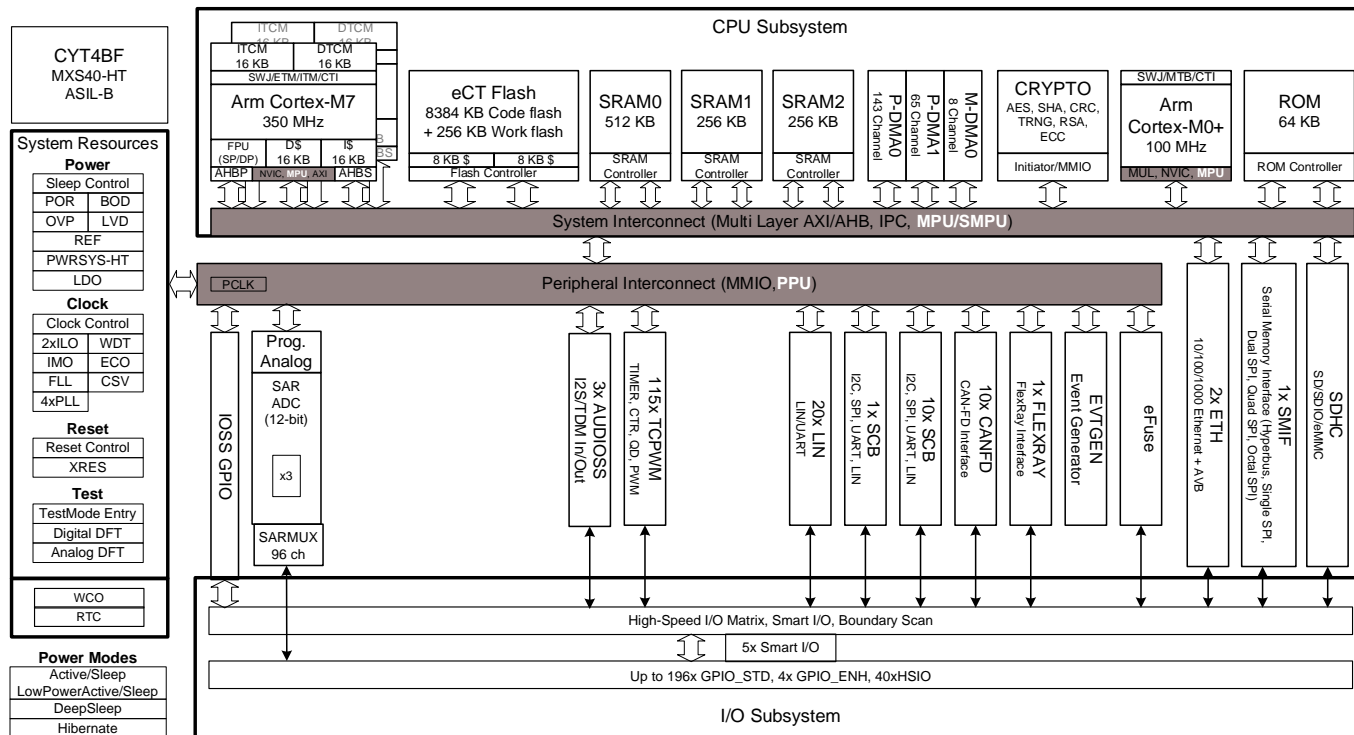 CYT4BF
MXS40-HT
ASIL-B
System Resources
Power
Sleep Control
POR
BOD
OVP
LVD
REF
PWRSYS-HT
LDO
Clock
Clock Control
2xILO
WDT
IMO
ECO
FLL
CSV
4xPLL
Reset
Reset Control
XRES
Test
TestMode Entry
Digital DFT
Analog DFT
WCO
RTC
Power Modes
Active/Sleep
LowPowerActive/Sleep
DeepSleep
Hibernate
CPU Subsystem
ITCM
DTCM
16 KB
16 KB
ITCM
16 KB
DTCM
16 KB
SWJ/ETM/ITM/CTI
Arm Cortex-M7
350 MHz
FPU
(SP/DP)
D$
16 KB
I$
16 KB
AHBP
NVIC, MPU, AXI
AHBS
eCT Flash
8384 KB Code flash
+ 256 KB Work flash
8 KB $
8 KB $
Flash Controller
SRAM0
512 KB
SRAM
Controller
SRAM1
256 KB
SRAM
Controller
SRAM2
256 KB
SRAM
Controller
P-DMA0
143 Channel
P-DMA1
65 Channel
M-DMA0
8 Channel
CRYPTO
AES, SHA, CRC,
TRNG, RSA,
ECC
Initiator/MMIO
SWJ/MTB/CTI
Arm
Cortex-M0+
100 MHz
MUL, NVIC, MPU
ROM
64 KB
ROM Controller
System Interconnect (Multi Layer AXI/AHB, IPC, MPU/SMPU)
PCLK
Peripheral Interconnect (MMIO,PPU)
IOSS GPIO
Prog.
Analog
SAR
ADC
(12-bit)
x3
SARMUX
96 ch
3x AUDIOSS
I2S/TDM In/Out
115x TCPWM
TIMER, CTR, QD, PWM
20x LIN
LIN/UART
1x SCB
I2C, SPI, UART, LIN
10x SCB
I2C, SPI, UART, LIN
10x CANFD
CAN-FD Interface
1x FLEXRAY
FlexRay Interface
EVTGEN
Event Generator
eFuse
2x ETH
10/100/1000 Ethernet + AVB
1x SMIF
Serial Memory Interface (Hyperbus, Single SPI,
Dual SPI, Quad SPI, Octal SPI)
SDHC
SD/SDIO/eMMC
High-Speed I/O Matrix, Smart I/O, Boundary Scan
5x Smart I/O
Up to 196x GPIO_STD, 4x GPIO_ENH, 40xHSIO
I/O Subsystem